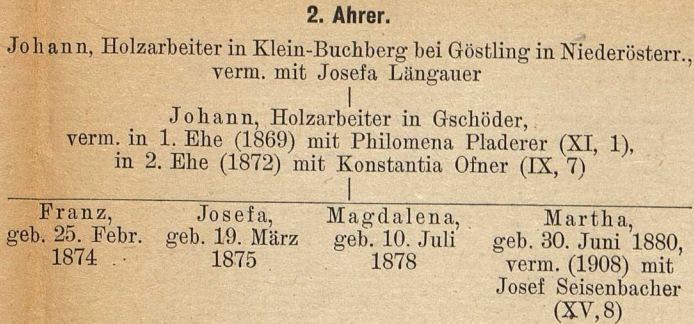 2. Ahrer.
Johann, Holzarbeiter in Klein-Buchberg bei Göstling in Niederösterr.,
verm. mit Josefa Längauer
Johann, Holzarbeiter in Gschöder,
verm. in 1. Ehe (1869) mit Philomena Pladerer (XI, 1),
in 2. Ehe (1872) mit Konstantia Ofner (IX, 7)
Franz,
geb. 25. Febr.
1874
Josefa,
geb. 19. März
1875
Magdalena,
geb. 10. Juli
1878
Martha,
geb. 30. Juni 1880,
verm. (1908) mit
Josef Seisenbacher
(XV, 8)